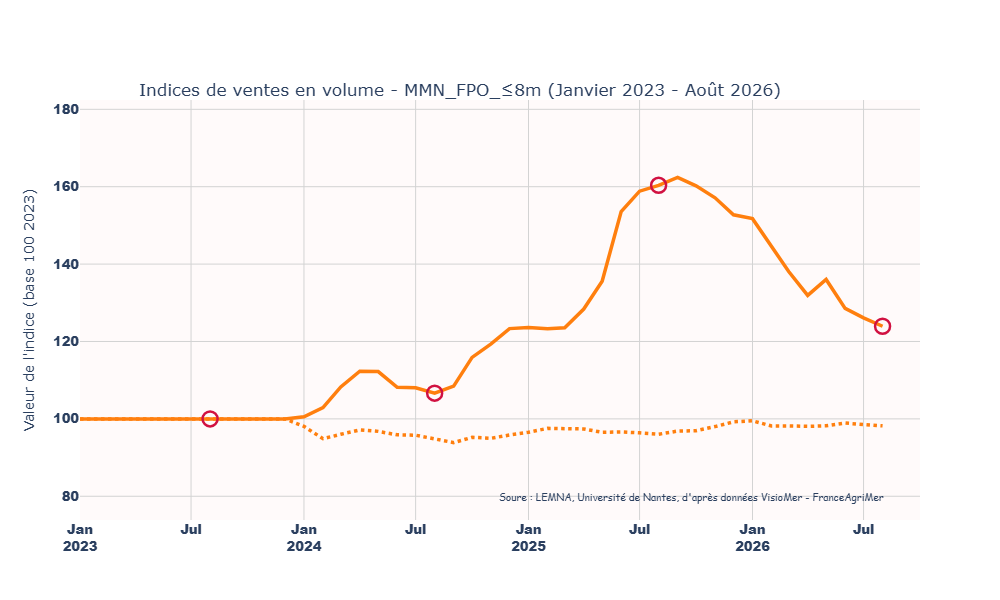 Indices de ventes en volume - MMN_FPO_≤8m (Janvier 2023 - Août 2026)
Valeur de l'indice (base 100 2023)
180
160
140
120
100
80
Soure : LEMNA, Université de Nantes, d'après données VisioMer - FranceAgriMer
Jan Jul Jan Jul Jan Jul Jan Jul
2023 2024 2025 2026